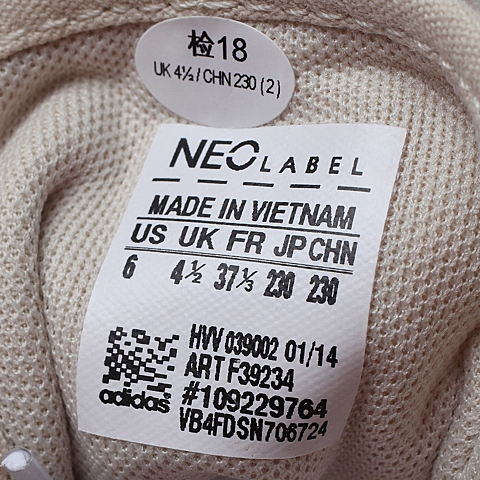 检18
UK 4½/CHN 230 (2)
NEO LABEL
MADE IN VIETNAM
US UK FR JP CHN
6 4½ 37⅓ 230 230
HVV 039002 01/14
ART F39234
#109229764
VB4FDSN706724
adidas